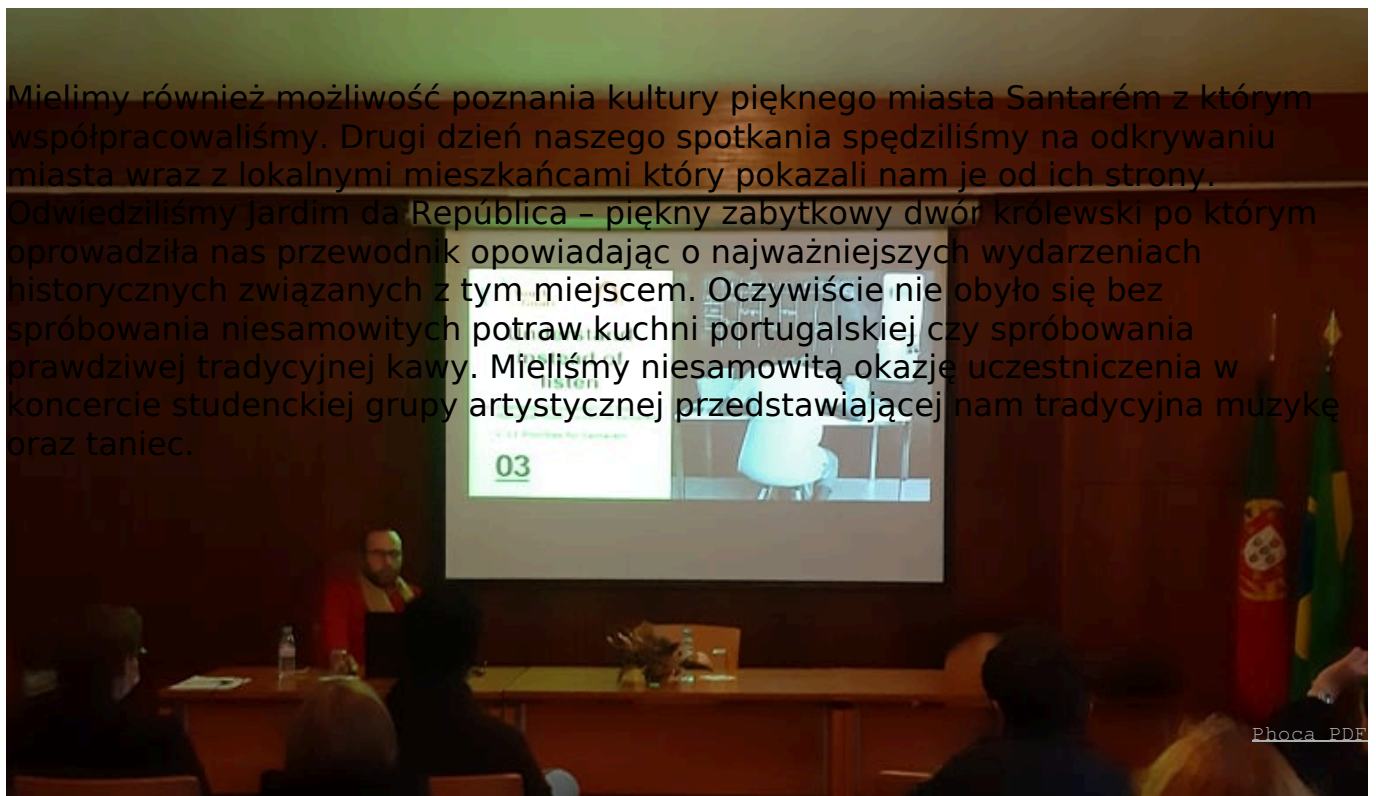 Mielimy również możliwość poznania kultury pięknego miasta Santarém z którym
współpracowaliśmy. Drugi dzień naszego spotkania spędziliśmy na odkrywaniu
miasta wraz z lokalnymi mieszkańcami który pokazali nam je od ich strony.
Odwiedziliśmy Jardim da República – piękny zabytkowy dwór królewski po którym
oprowadziła nas przewodnik opowiadając o najważniejszych wydarzeniach
historycznych związanych z tym miejscem. Oczywiście nie obyło się bez
spróbowania niesamowitych potraw kuchni portugalskiej czy spróbowania
prawdziwej tradycyjnej kawy. Mieliśmy niesamowitą okazję uczestniczenia w
koncercie studenckiej grupy artystycznej przedstawiającej nam tradycyjna muzykę
oraz taniec.
understand
instead of
listen
03
Phoca PDF